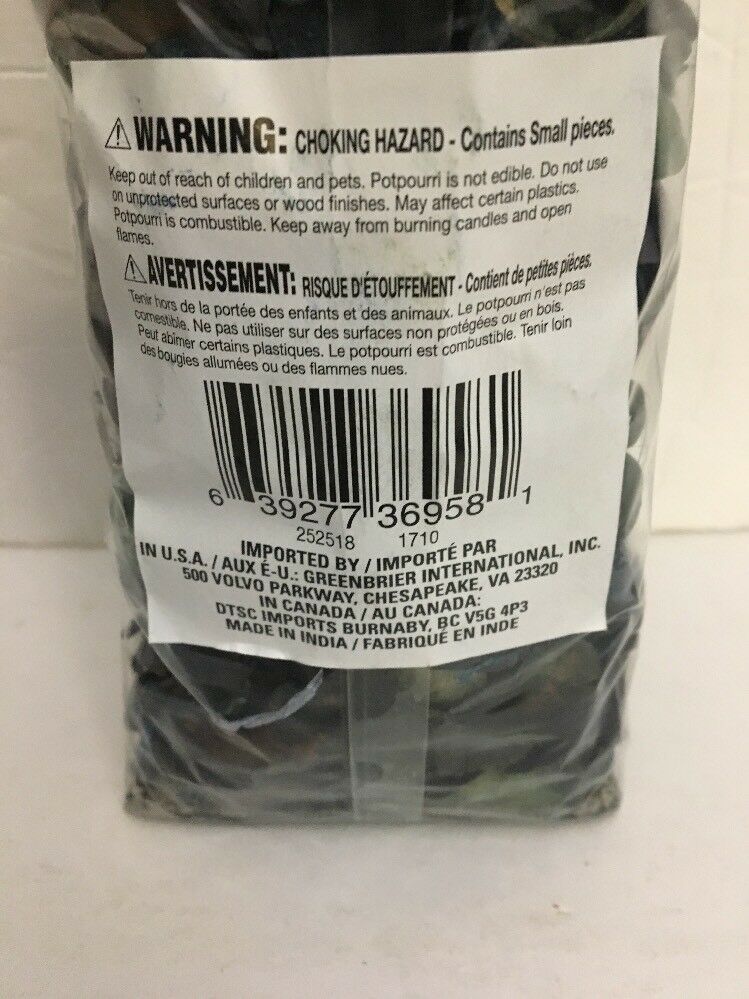 ⚠WARNING: CHOKING HAZARD - Contains Small pieces.
Keep out of reach of children and pets. Potpourri is not edible. Do not use
on unprotected surfaces or wood finishes. May affect certain plastics.
Potpourri is combustible. Keep away from burning candles and open
flames.
⚠AVERTISSEMENT: RISQUE D'ÉTOUFFEMENT - Contient de petites pièces.
Tenir hors de la portée des enfants et des animaux. Le potpourri n'est pas
comestible. Ne pas utiliser sur des surfaces non protégées ou en bois.
Peut abimer certains plastiques. Le potpourri est combustible. Tenir loin
des bougies allumées ou des flammes nues.
6 39277 36958 1
252518 1710
IMPORTED BY / IMPORTÉ PAR
IN U.S.A. / AUX É-U.: GREENBRIER INTERNATIONAL, INC.
500 VOLVO PARKWAY, CHESAPEAKE, VA 23320
IN CANADA / AU CANADA:
DTSC IMPORTS BURNABY, BC V5G 4P3
MADE IN INDIA / FABRIQUÉ EN INDE